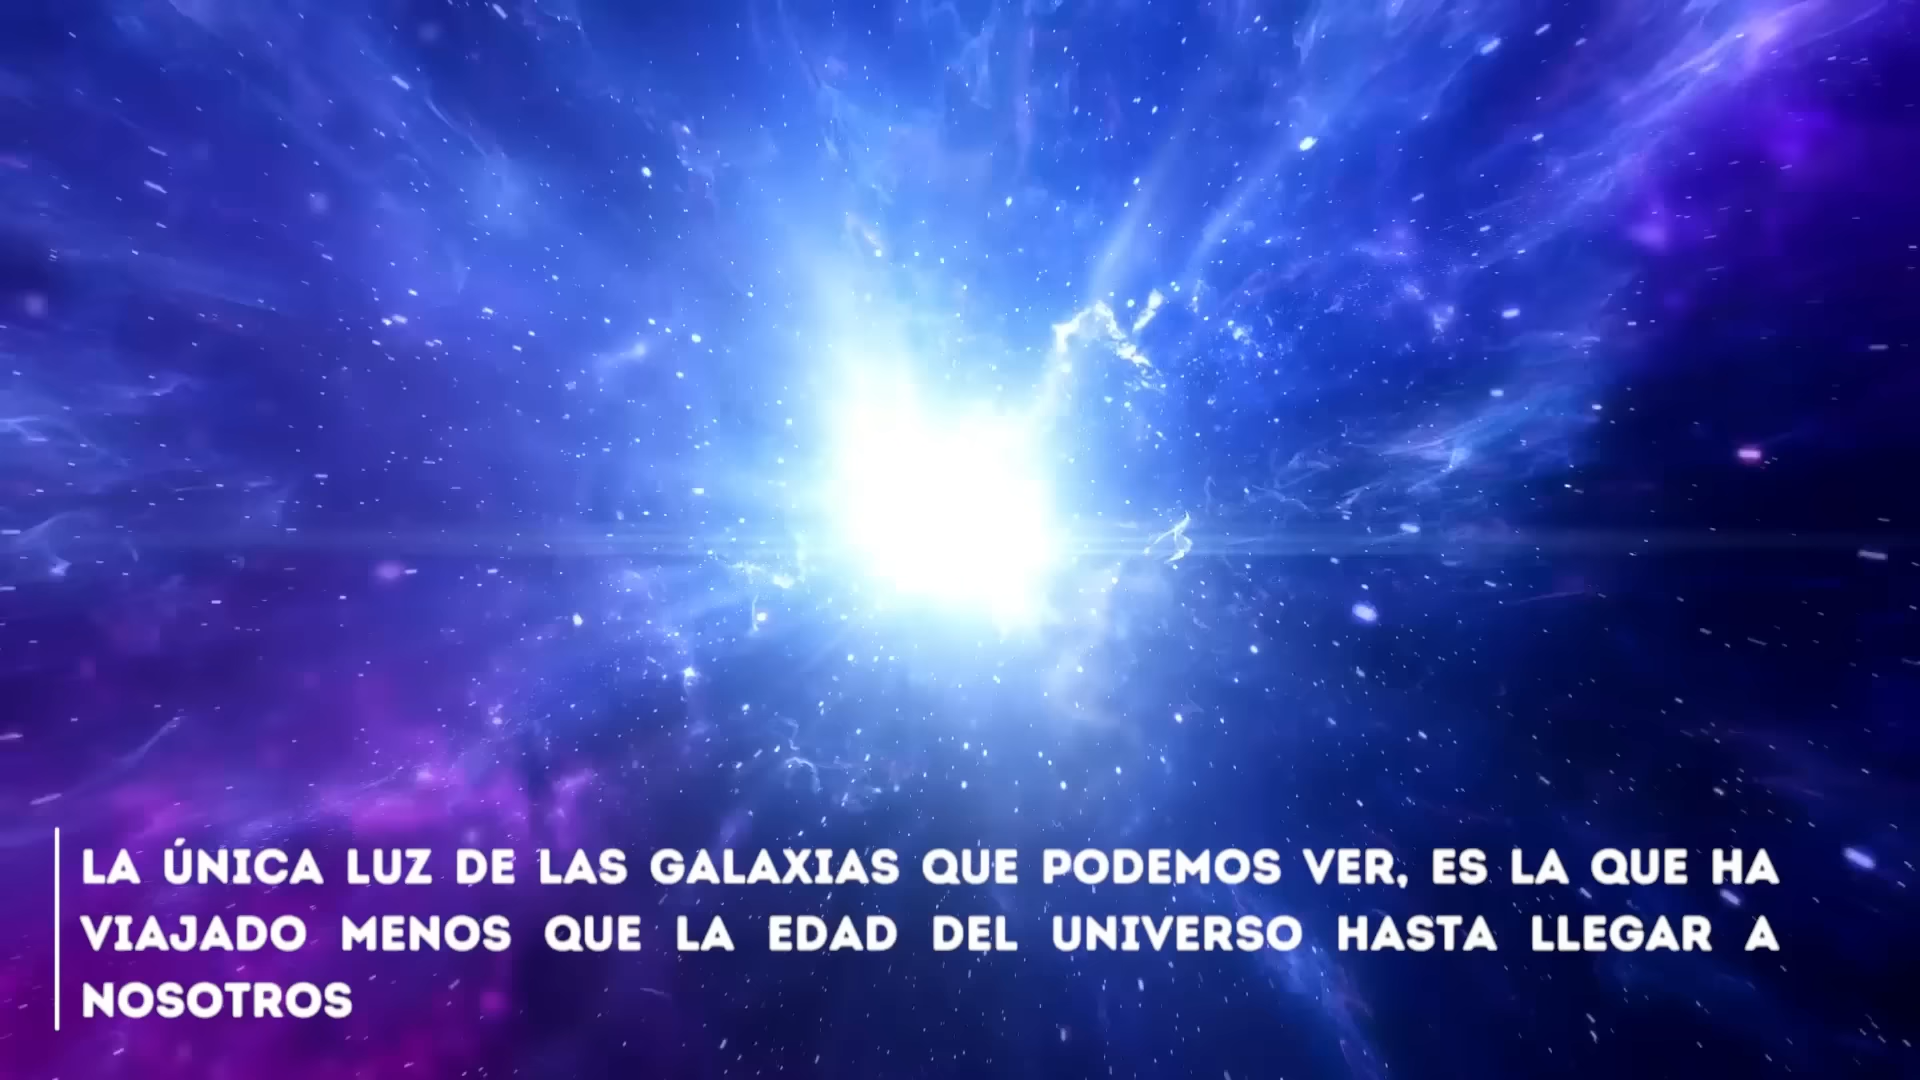 LA ÚNICA LUZ DE LAS GALAXIAS QUE PODEMOS VER, ES LA QUE HA
VIAJADO MENOS QUE LA EDAD DEL UNIVERSO HASTA LLEGAR A
NOSOTROS